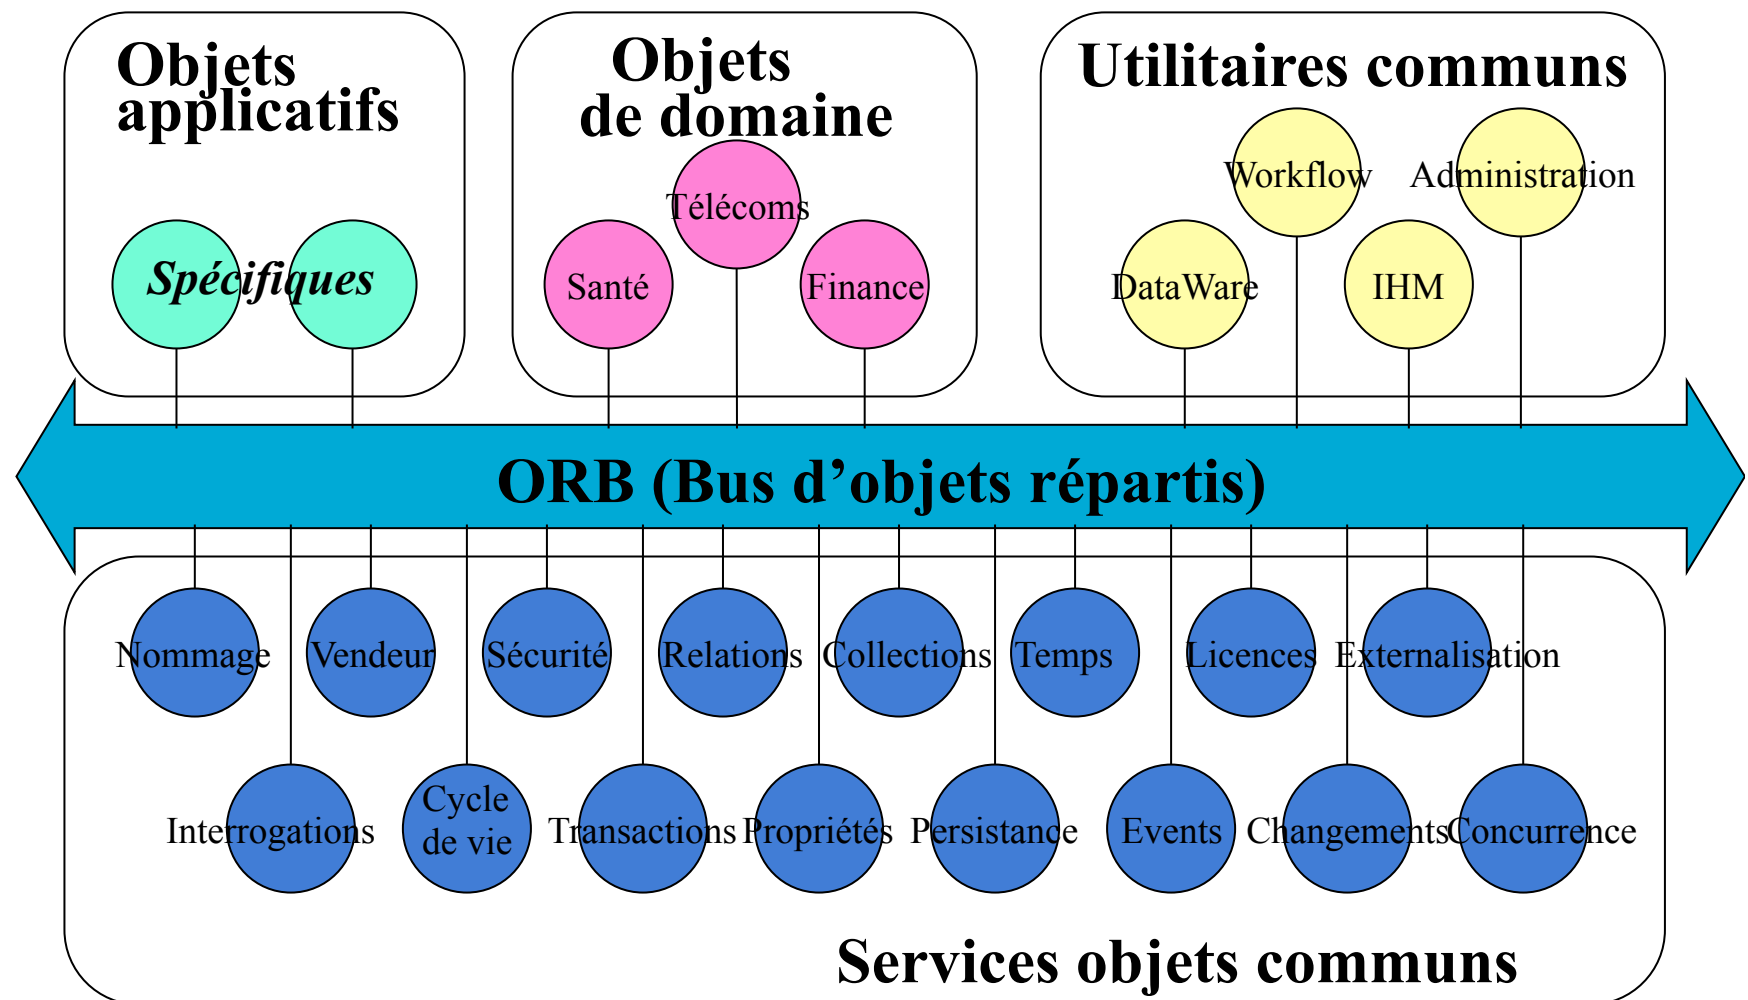 Objets
applicatifs
Spécifiques
Objets
de domaine
Télécoms
Santé
Finance
Utilitaires communs
Workflow
Administration
DataWare
IHM
ORB (Bus d’objets répartis)
Nommage
Vendeur
Sécurité
Relations
Collections
Temps
Licences
Externalisation
Interrogations
Cycle
de vie
Transactions
Propriétés
Persistance
Events
Changements
Concurrence
Services objets communs